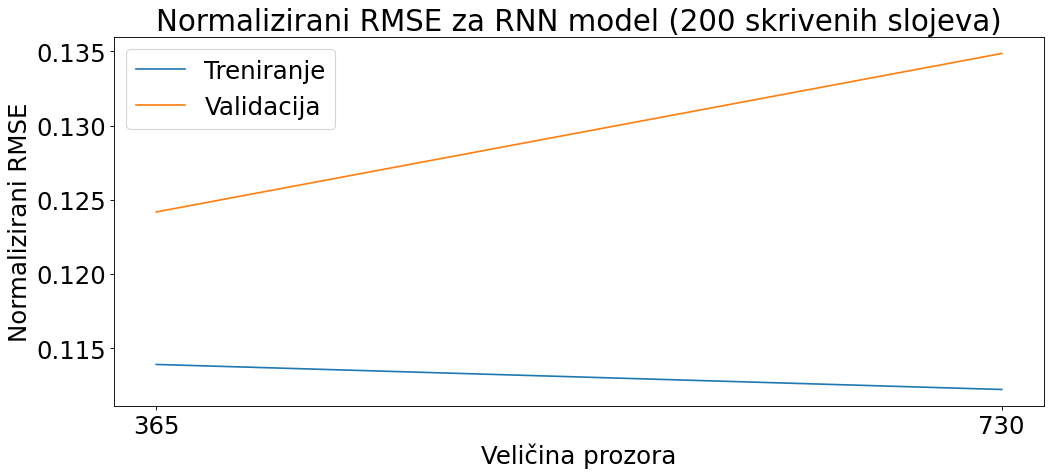 Normalizirani RMSE za RNN model (200 skrivenih slojeva)
Treniranje
Validacija
Normalizirani RMSE
0.135
0.130
0.125
0.120
0.115
365
730
Veličina prozora